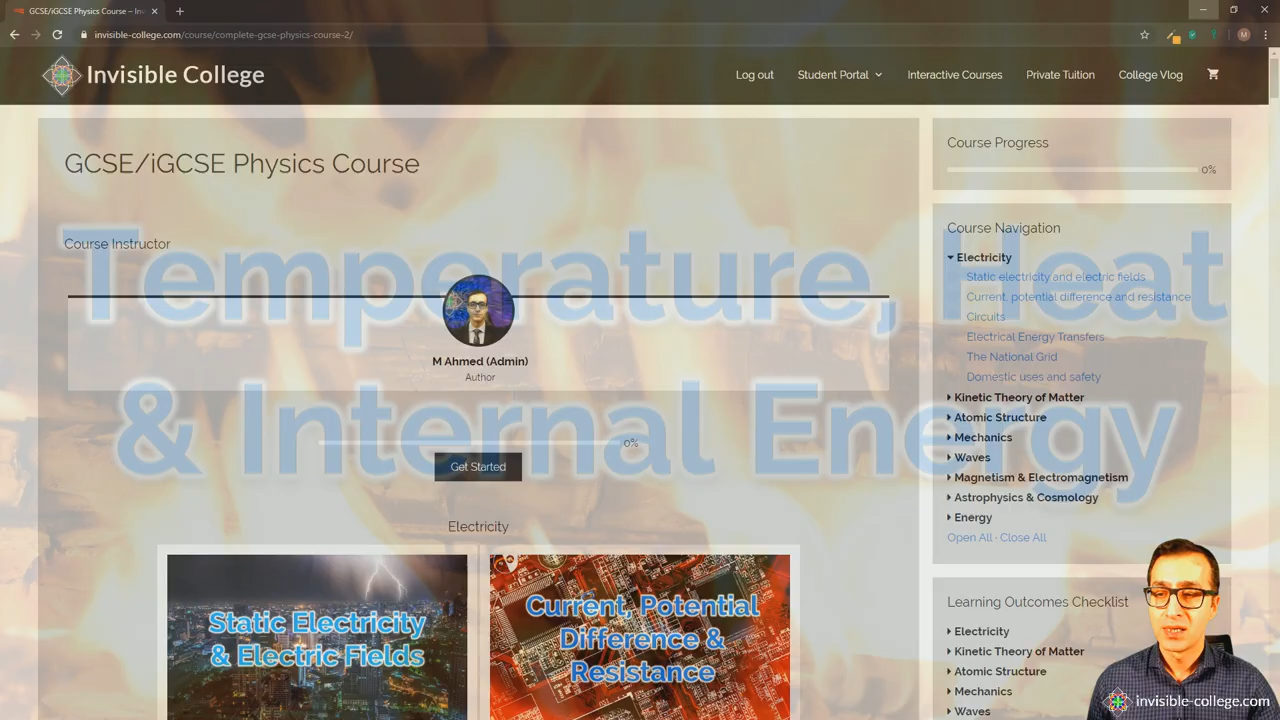 GCSE/iGCSE Physics Course – Inv
invisible-college.com/course/complete-gcse-physics-course-2/
M
Invisible College
Log out
Student Portal
Interactive Courses
Private Tuition
College Vlog
GCSE/iGCSE Physics Course
Course Instructor
Temperature, Heat
& Internal Energy
M Ahmed (Admin)
Author
0%
Get Started
Electricity
Static Electricity
& Electric Fields
Current, Potential
Difference &
Resistance
Course Progress
0%
Course Navigation
Electricity
Static electricity and electric fields
Current, potential difference and resistance
Circuits
Electrical Energy Transfers
The National Grid
Domestic uses and safety
Kinetic Theory of Matter
Atomic Structure
Mechanics
Waves
Magnetism & Electromagnetism
Astrophysics & Cosmology
Energy
Open All · Close All
Learning Outcomes Checklist
Electricity
Kinetic Theory of Matter
Atomic Structure
Mechanics
Waves
invisible-college.com